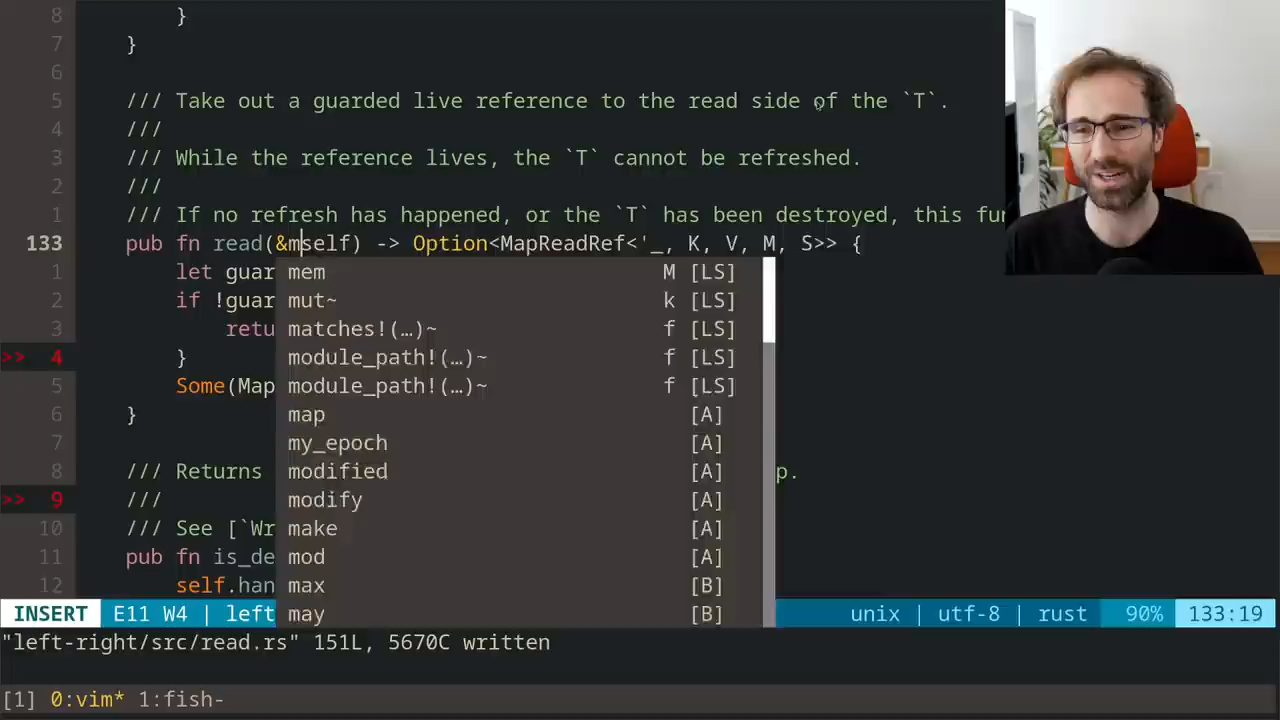 8 }
7 }
6
5 /// Take out a guarded live reference to the read side of the `T`.
4 ///
3 /// While the reference lives, the `T` cannot be refreshed.
2 ///
1 /// If no refresh has happened, or the `T` has been destroyed, this fun
133 pub fn read(&mself) -> Option<MapReadRef<'_, K, V, M, S>> {
1 let guar mem M [LS]
2 if !guar mut~ k [LS]
3 retu matches!(…)~ f [LS]
>> 4 } module_path!(…)~ f [LS]
5 Some(Map module_path!(…)~ f [LS]
6 } map [A]
7 my_epoch [A]
8 /// Returns modified [A] p.
>> 9 /// modify [A]
10 /// See [`Wr make [A]
11 pub fn is_de mod [A]
12 self.han max [B]
INSERT E11 W4 | left may [B] unix | utf-8 | rust 90% 133:19
"left-right/src/read.rs" 151L, 5670C written
[1] 0:vim* 1:fish-